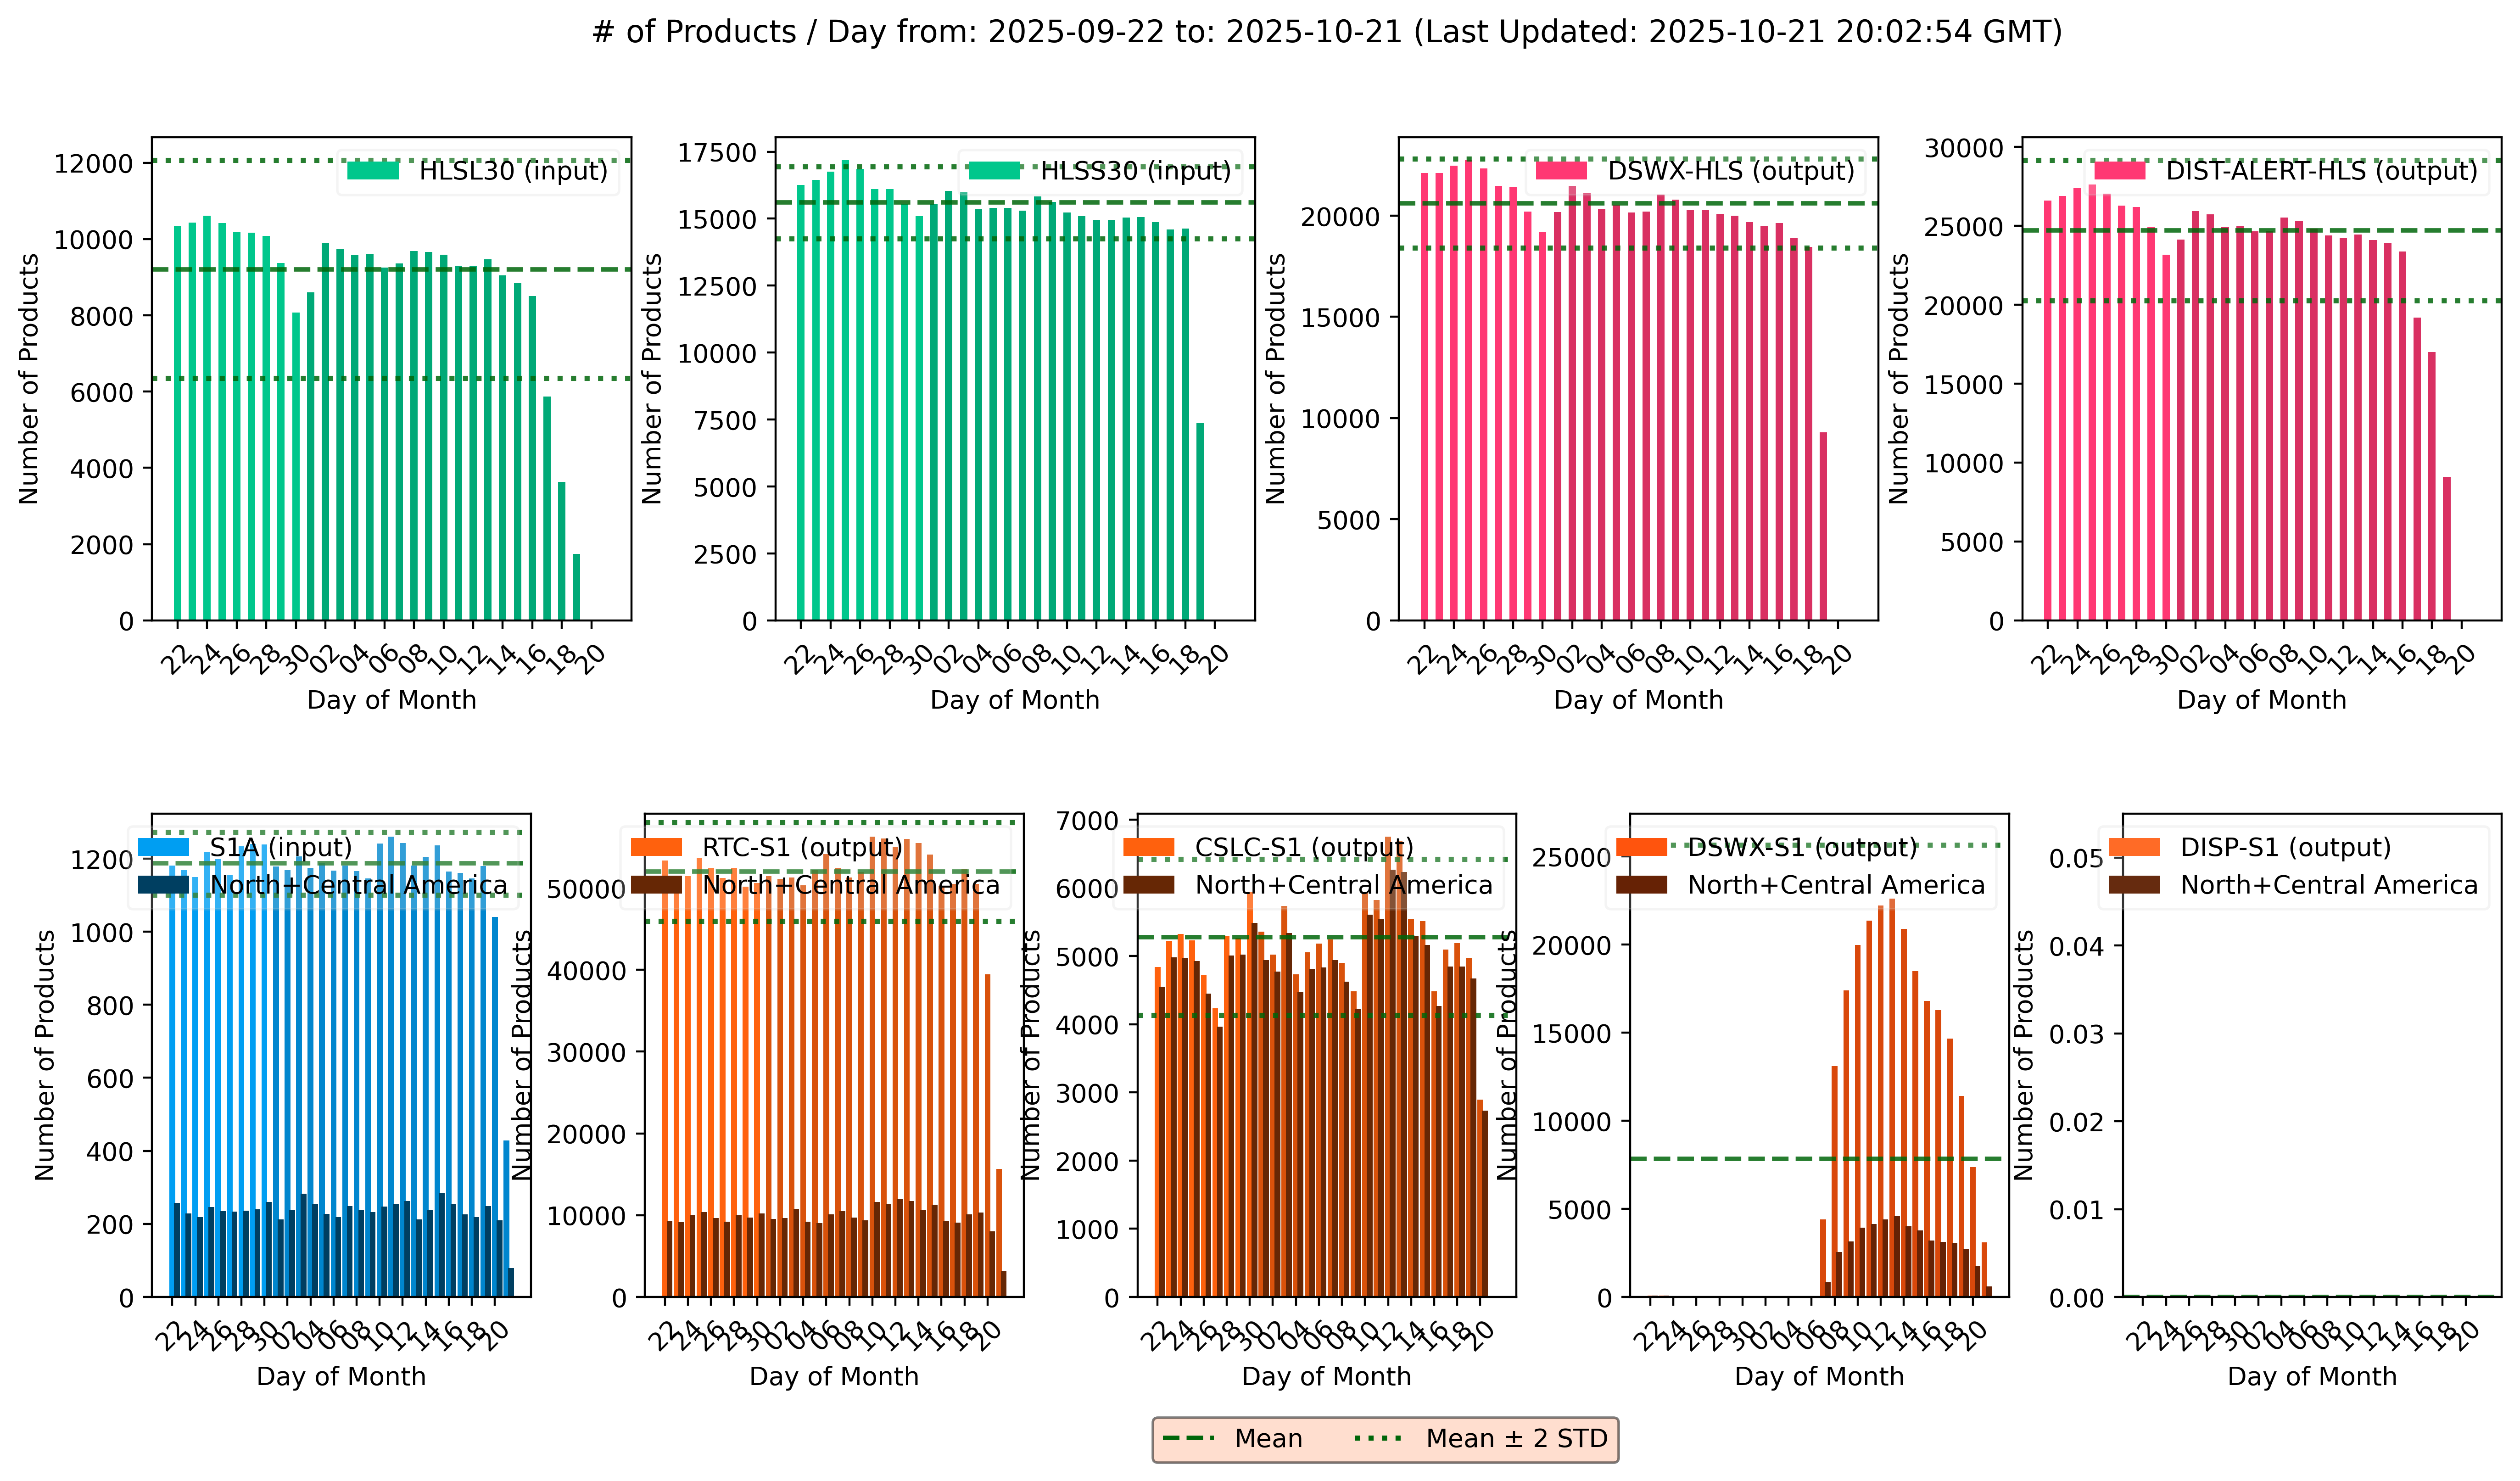 # of Products / Day from: 2025-09-22 to: 2025-10-21 (Last Updated: 2025-10-21 20:02:54 GMT)
HLSL30 (input)
Number of Products
12000
10000
8000
6000
4000
2000
0
22 24 26 28 30 02 04 06 08 10 12 14 16 18 20
Day of Month
HLSS30 (input)
Number of Products
17500
15000
12500
10000
7500
5000
2500
0
22 24 26 28 30 02 04 06 08 10 12 14 16 18 20
Day of Month
DSWX-HLS (output)
Number of Products
20000
15000
10000
5000
0
22 24 26 28 30 02 04 06 08 10 12 14 16 18 20
Day of Month
DIST-ALERT-HLS (output)
Number of Products
30000
25000
20000
15000
10000
5000
0
22 24 26 28 30 02 04 06 08 10 12 14 16 18 20
Day of Month
S1A (input)
North+Central America
Number of Products
1200
1000
800
600
400
200
0
22 24 26 28 30 02 04 06 08 10 12 14 16 18 20
Day of Month
RTC-S1 (output)
North+Central America
Number of Products
50000
40000
30000
20000
10000
0
22 24 26 28 30 02 04 06 08 10 12 14 16 18 20
Day of Month
CSLC-S1 (output)
North+Central America
Number of Products
7000
6000
5000
4000
3000
2000
1000
0
22 24 26 28 30 02 04 06 08 10 12 14 16 18 20
Day of Month
DSWX-S1 (output)
North+Central America
Number of Products
25000
20000
15000
10000
5000
0
22 24 26 28 30 02 04 06 08 10 12 14 16 18 20
Day of Month
DISP-S1 (output)
North+Central America
Number of Products
0.05
0.04
0.03
0.02
0.01
0.00
22 24 26 28 30 02 04 06 08 10 12 14 16 18 20
Day of Month
Mean
Mean ± 2 STD